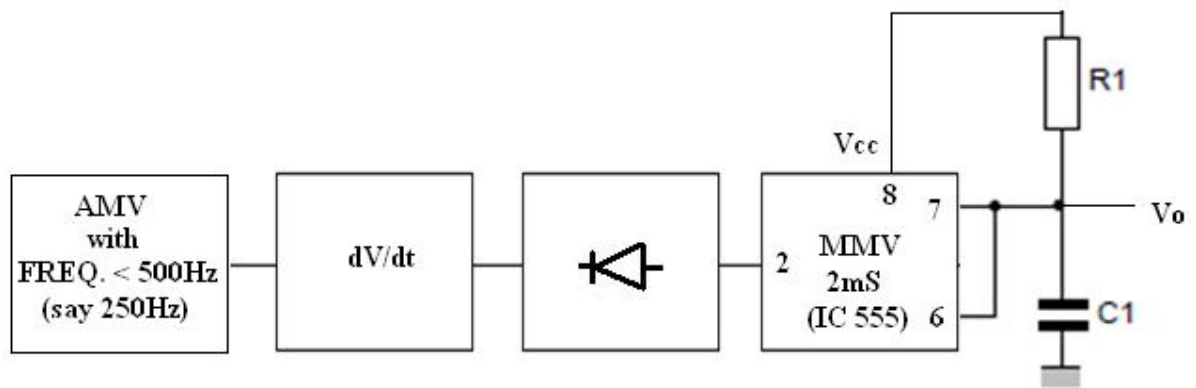 AMV
with
FREQ. < 500Hz
(say 250Hz)
dV/dt
Vcc
8
7
2
MMV
2mS
(IC 555)
6
R1
Vo
C1